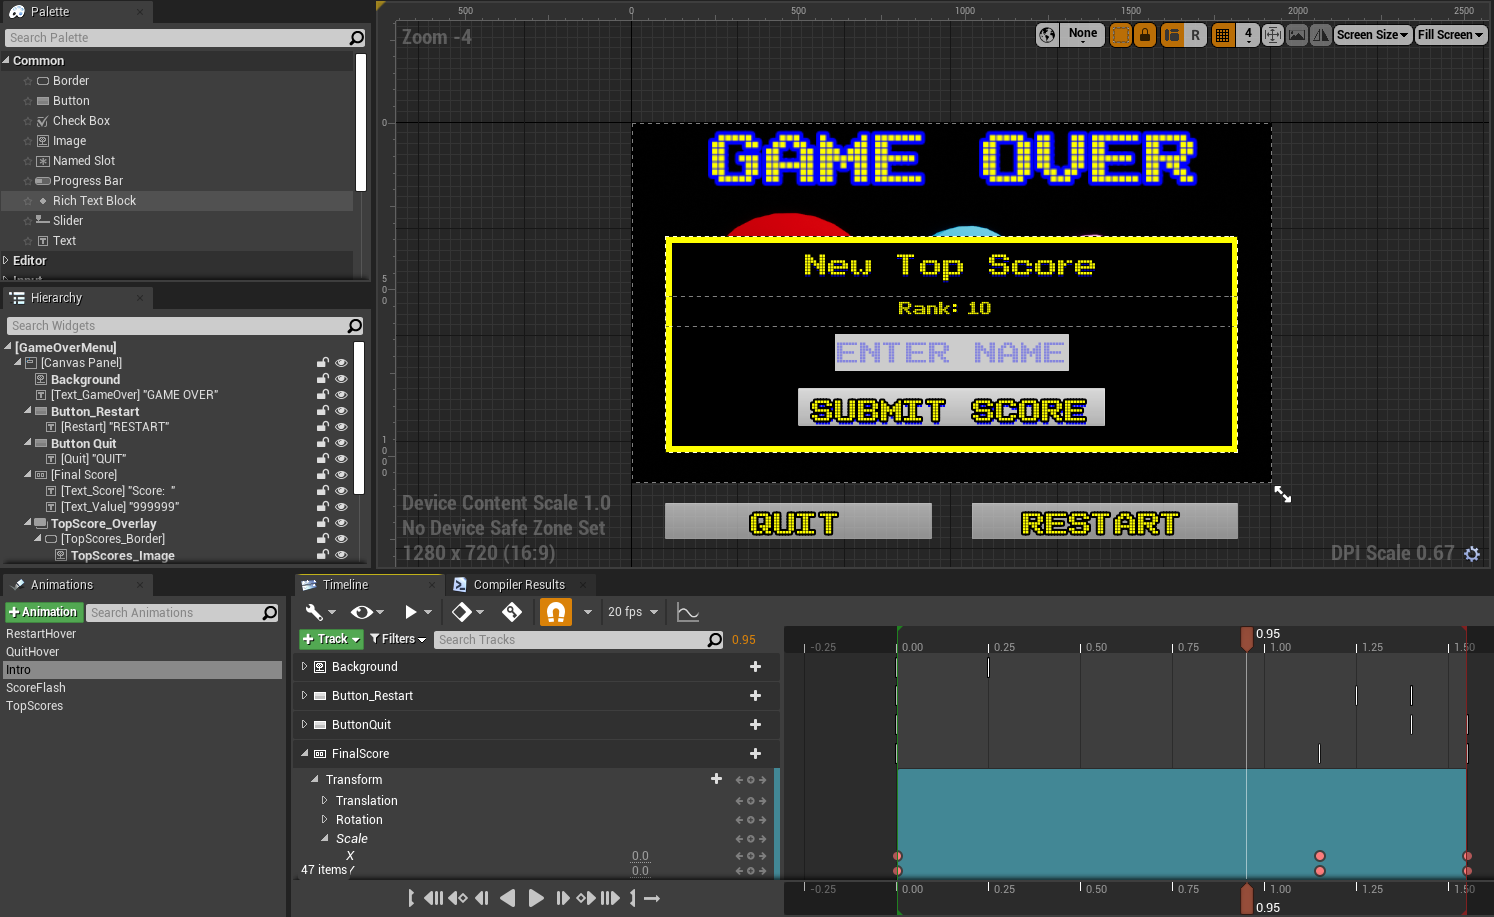 Palette
Search Palette
Common
Border
Button
Check Box
Image
Named Slot
Progress Bar
Rich Text Block
Slider
Text
Editor
Hierarchy
Search Widgets
[GameOverMenu]
[Canvas Panel]
Background
[Text_GameOver] "GAME OVER"
Button_Restart
[Restart] "RESTART"
Button Quit
[Quit] "QUIT"
[Final Score]
[Text_Score] "Score:  "
[Text_Value] "999999"
TopScore_Overlay
[TopScores_Border]
TopScores_Image
500 0 500 1000 1500 2000 2500
Zoom -4
None
R
4
Screen Size
Fill Screen
0
500
1000
GAME OVER
New Top Score
Rank: 10
ENTER NAME
SUBMIT SCORE
QUIT
RESTART
Device Content Scale 1.0
No Device Safe Zone Set
1280 x 720 (16:9)
DPI Scale 0.67
Animations
+ Animation
Search Animations
RestartHover
QuitHover
Intro
ScoreFlash
TopScores
Timeline
Compiler Results
20 fps
+ Track
Filters
Search Tracks
0.95
0.95
-0.25 0.00 0.25 0.50 0.75 1.00 1.25 1.50
Background
Button_Restart
ButtonQuit
FinalScore
Transform
Translation
Rotation
Scale
X 0.0
47 items Y 0.0
-0.25 0.00 0.25 0.50 0.75 1.00 1.25 1.50
0.95